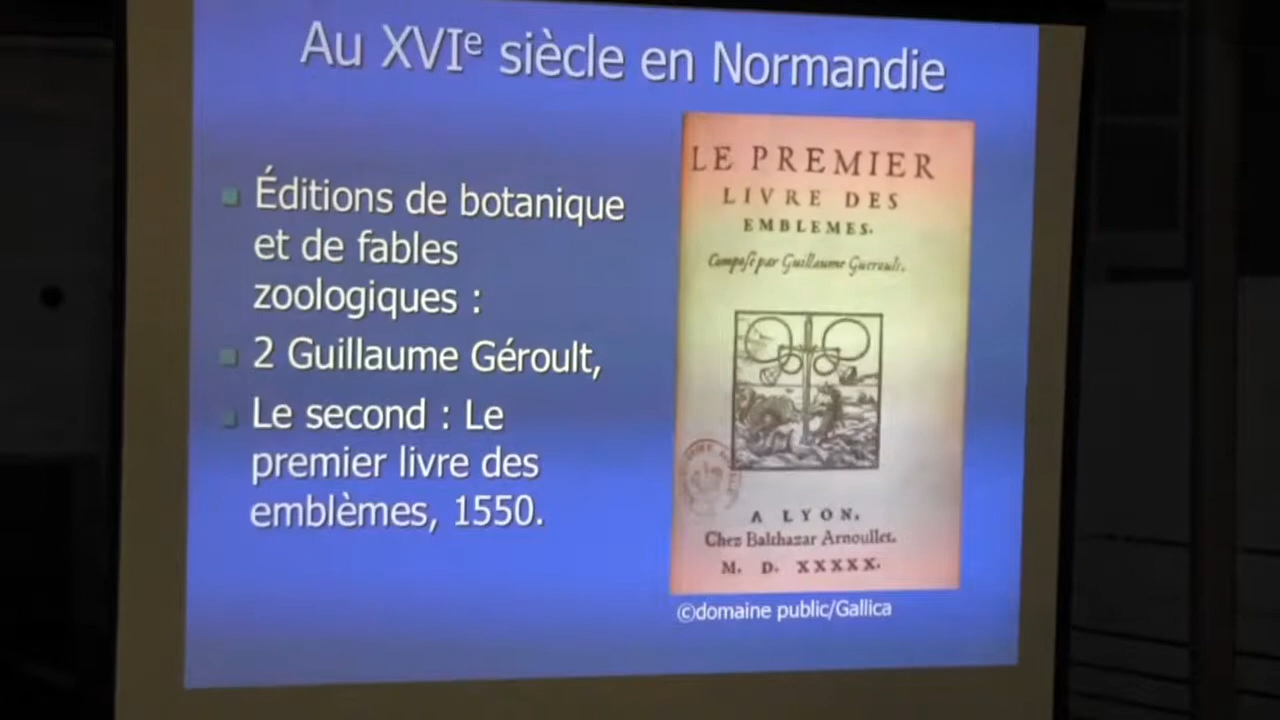 Au XVIe siècle en Normandie
Éditions de botanique
et de fables
zoologiques :
2 Guillaume Géroult,
Le second : Le
premier livre des
emblèmes, 1550.
LE PREMIER
LIVRE DES
EMBLEMES.
Composé par Guillaume Gueroult.
A LYON,
Chez Balthazar Arnoullet.
M. D. XXXXX.
©domaine public/Gallica